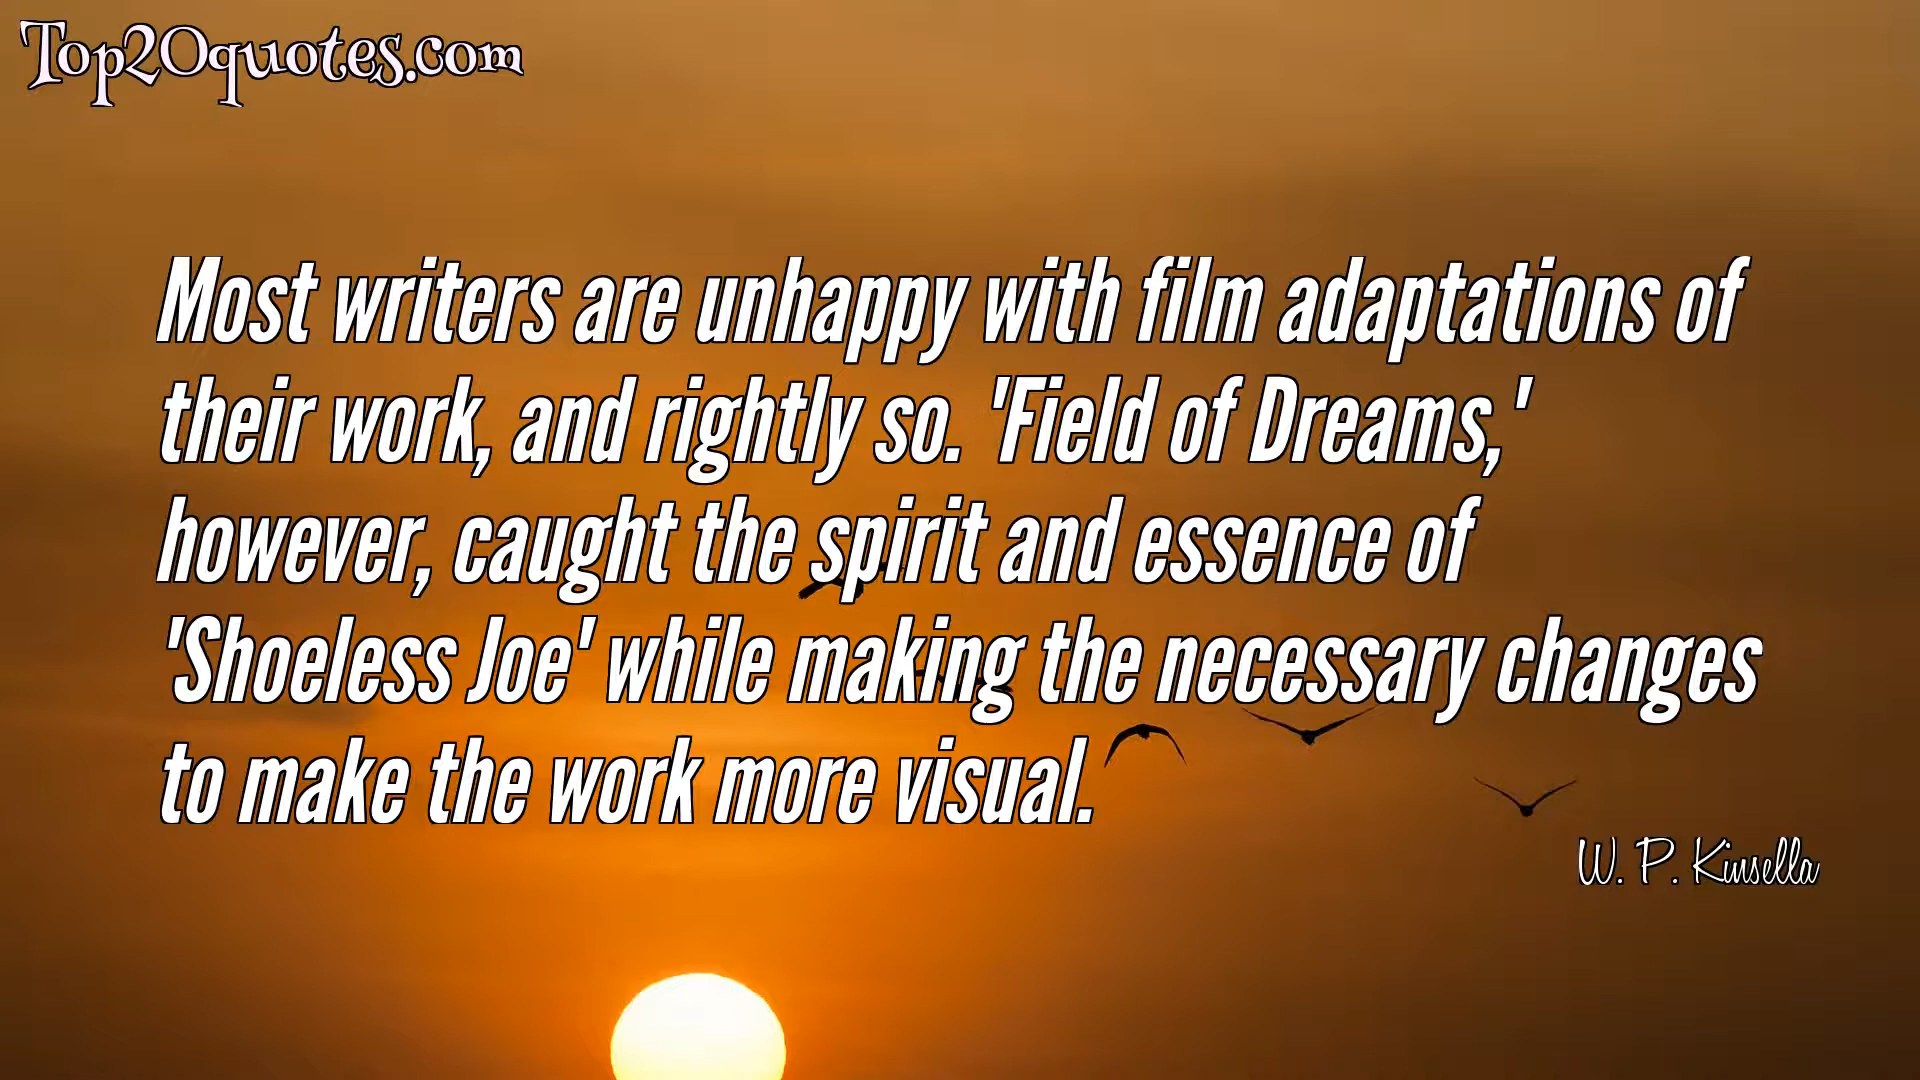 Top20quotes.com
Most writers are unhappy with film adaptations of
their work, and rightly so. 'Field of Dreams,'
however, caught the spirit and essence of
'Shoeless Joe' while making the necessary changes
to make the work more visual.
W. P. Kinsella